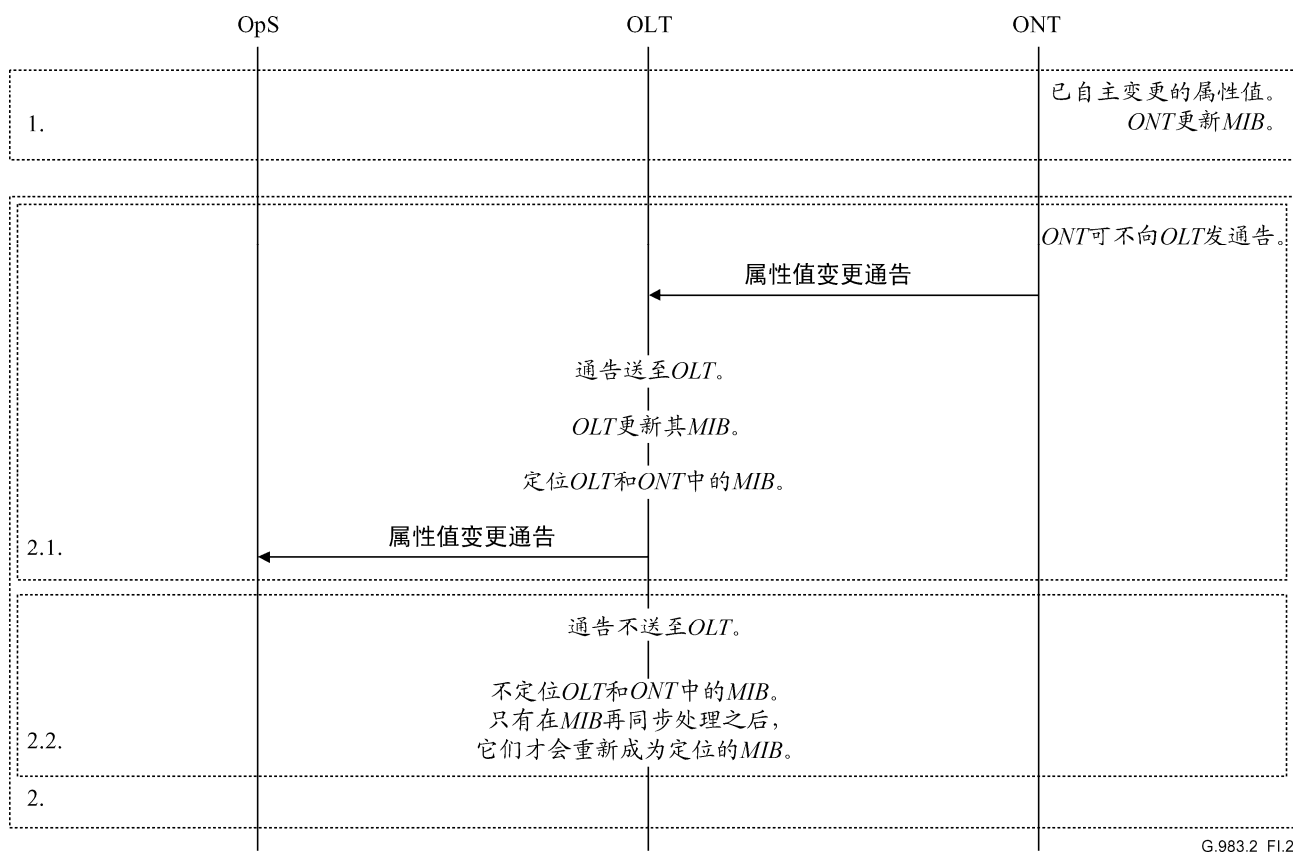 OpS OLT ONT
已自主变更的属性值。
ONT更新MIB。
1.
ONT可不向OLT发通告。
属性值变更通告
通告送至OLT。
OLT更新其MIB。
定位OLT和ONT中的MIB。
属性值变更通告
2.1.
通告不送至OLT。
不定位OLT和ONT中的MIB。
只有在MIB再同步处理之后，
它们才会重新成为定位的MIB。
2.2.
2.
G.983.2_FI.2